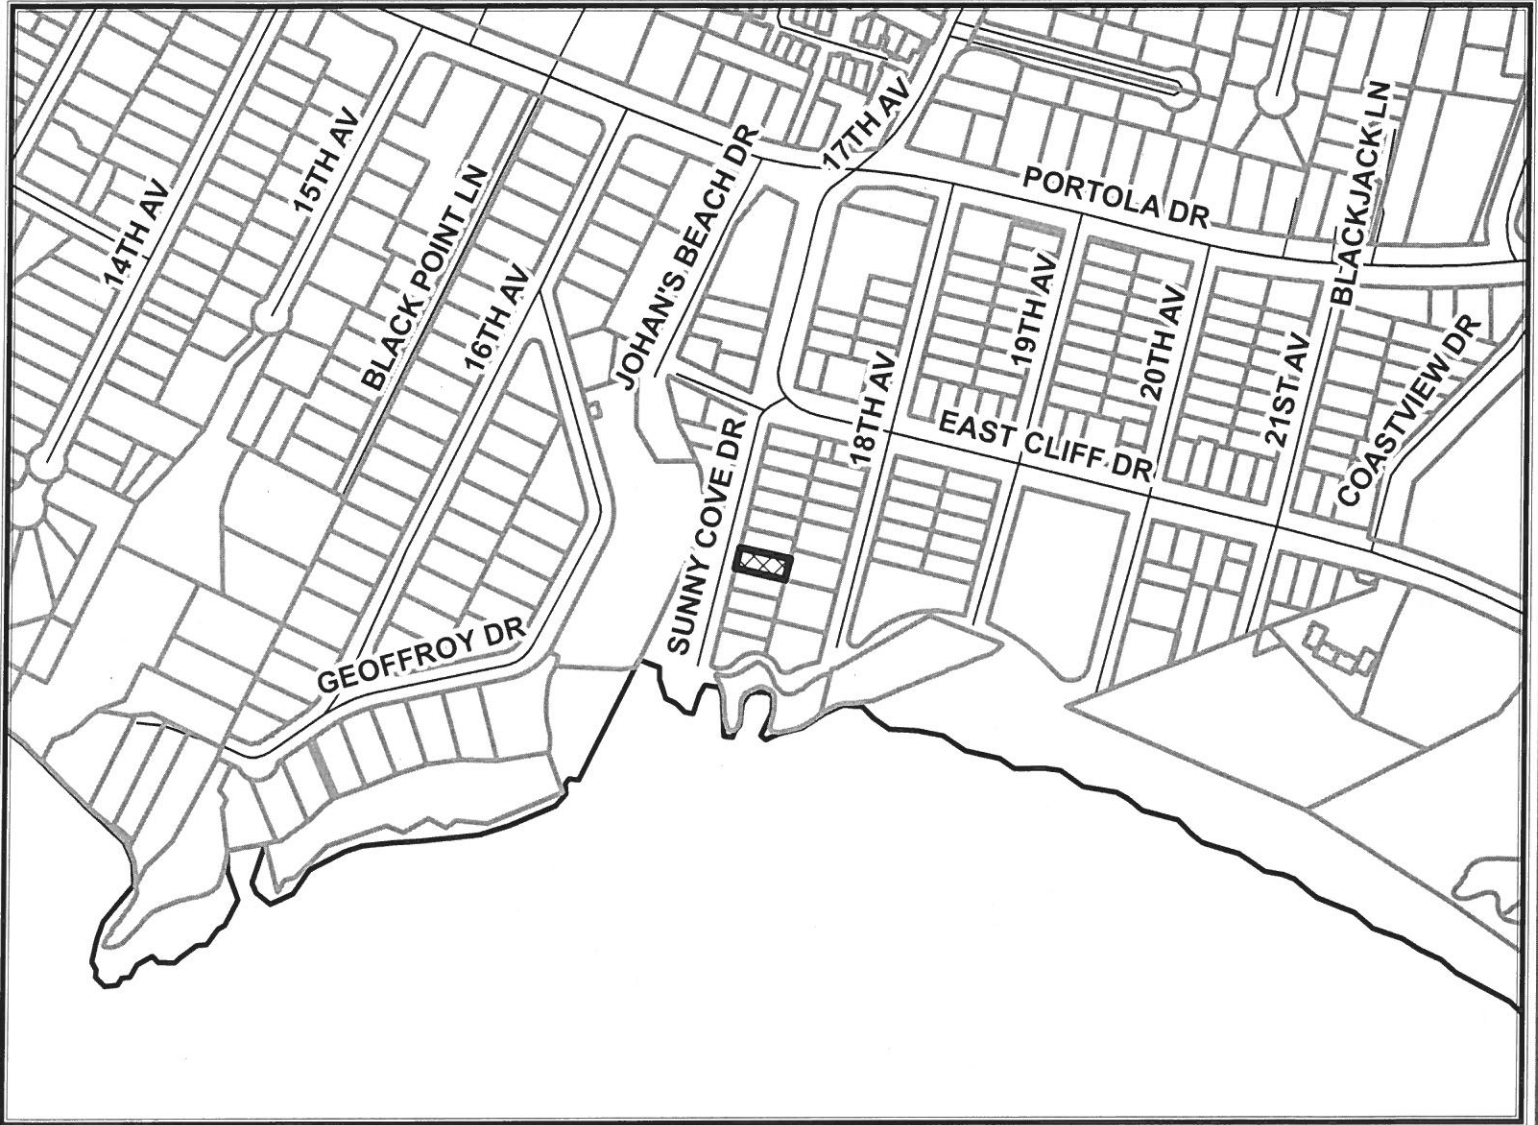 17TH AV
BLACKJACK LN
15TH AV
JOHAN'S BEACH DR
PORTOLA DR
14TH AV
BLACK POINT LN
16TH AV
19TH AV
20TH AV
21ST AV
COASTVIEW DR
18TH AV
EAST CLIFF DR
SUNNY COVE DR
GEOFFROY DR